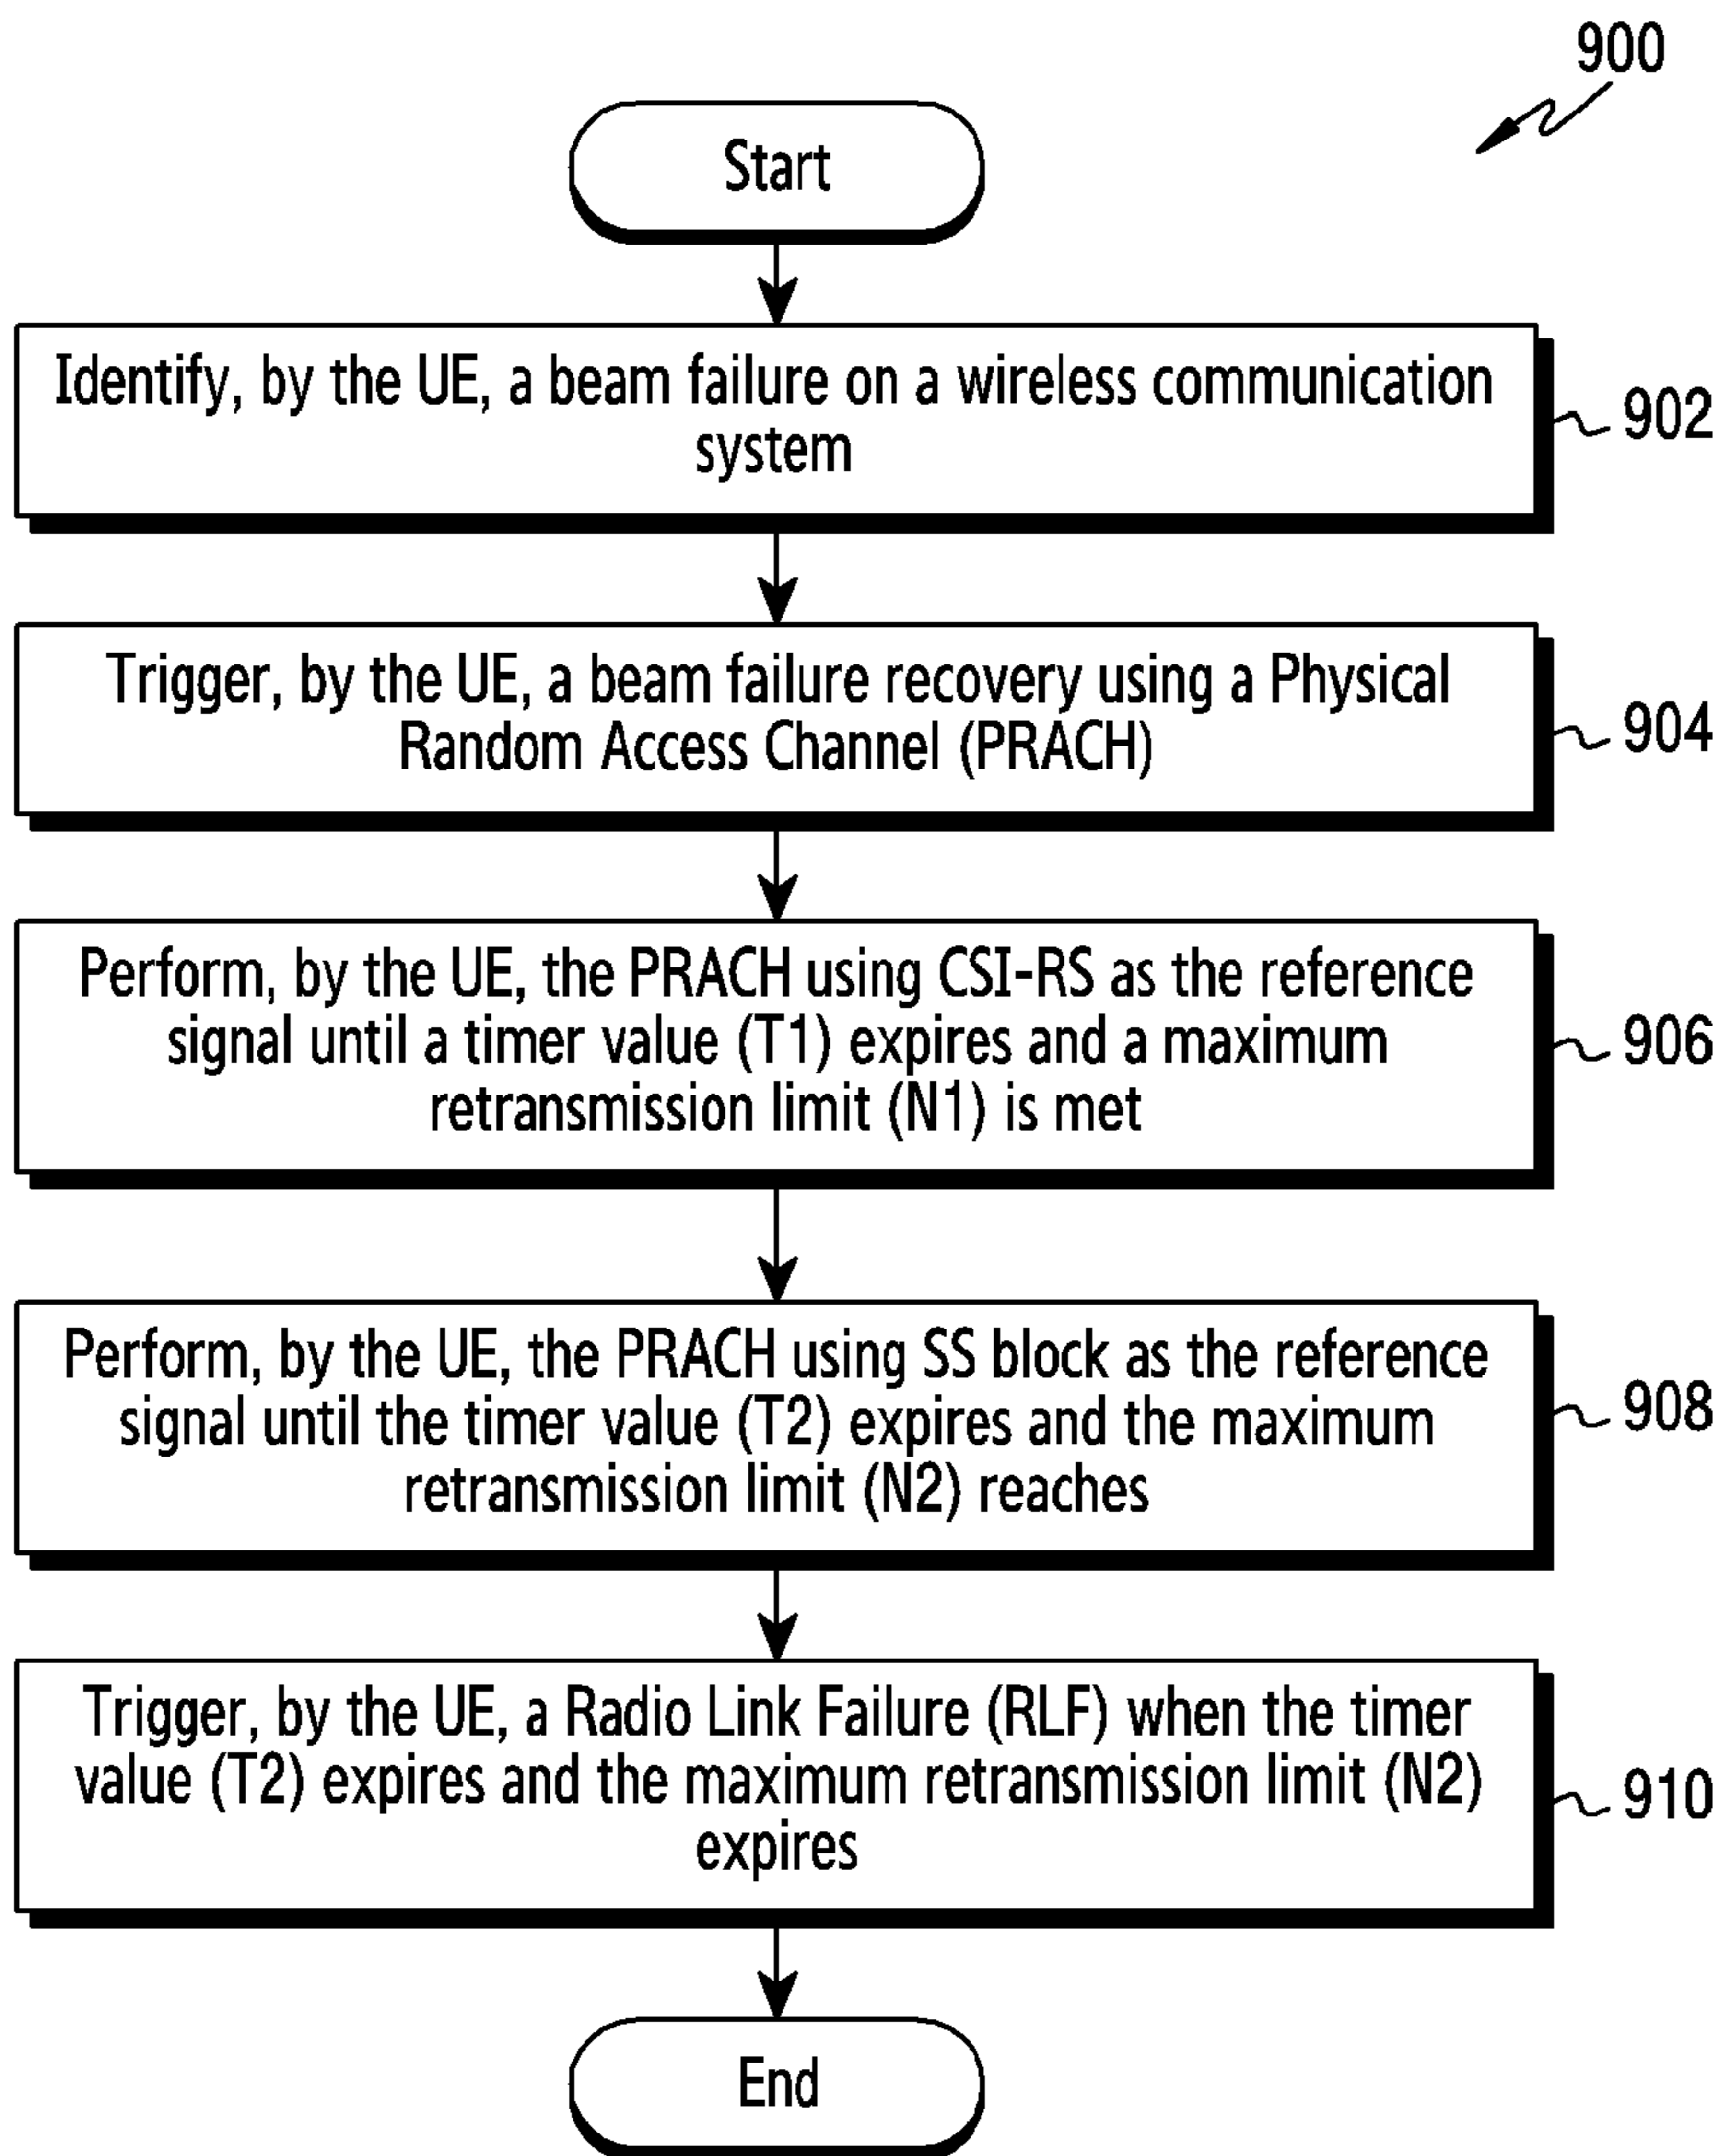 900
Start
Identify, by the UE, a beam failure on a wireless communication
system
902
Trigger, by the UE, a beam failure recovery using a Physical
Random Access Channel (PRACH)
904
Perform, by the UE, the PRACH using CSI-RS as the reference
signal until a timer value (T1) expires and a maximum
retransmission limit (N1) is met
906
Perform, by the UE, the PRACH using SS block as the reference
signal until the timer value (T2) expires and the maximum
retransmission limit (N2) reaches
908
Trigger, by the UE, a Radio Link Failure (RLF) when the timer
value (T2) expires and the maximum retransmission limit (N2)
expires
910
End